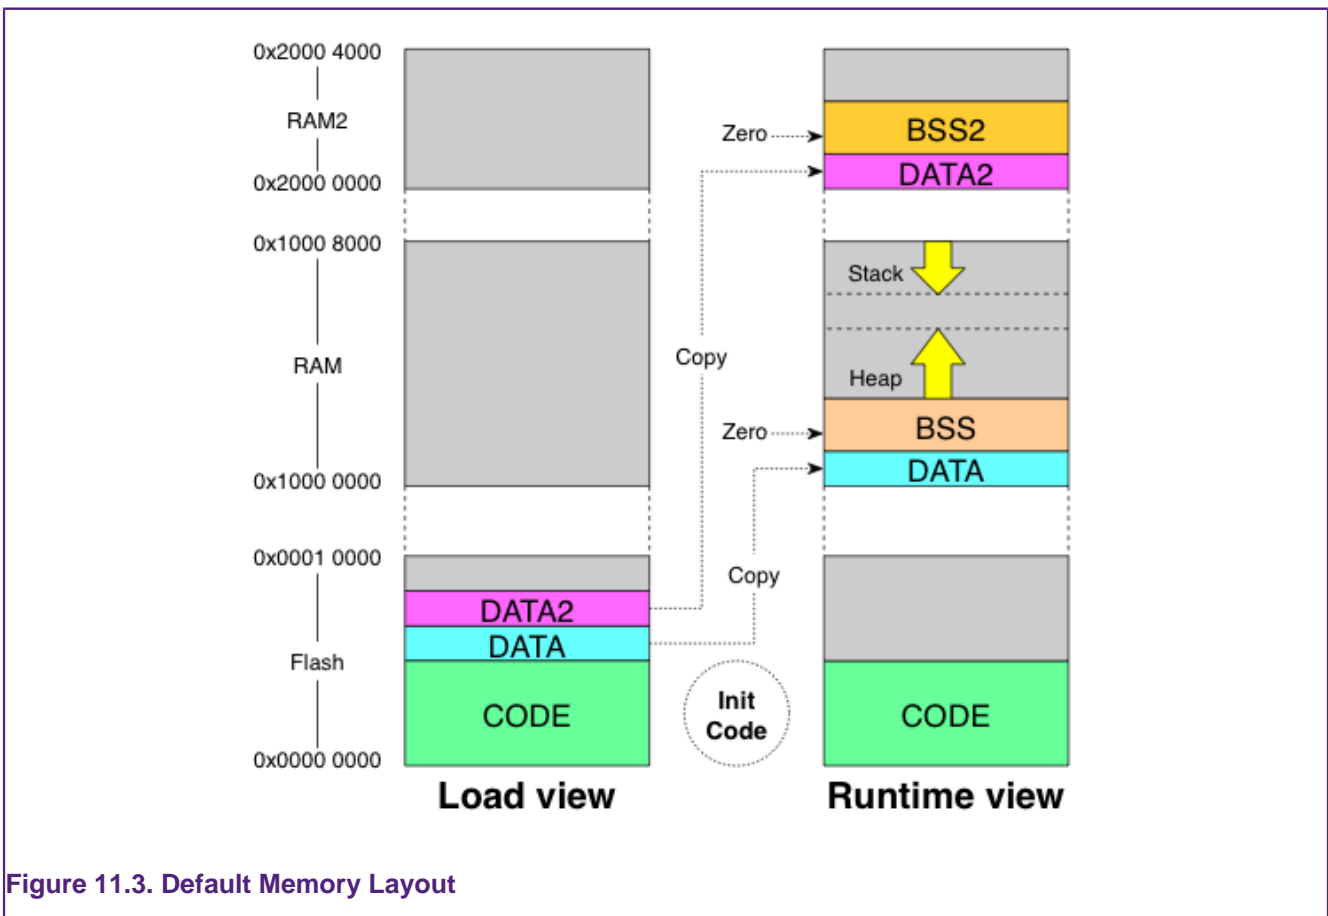 0x2000 4000
RAM2
0x2000 0000
0x1000 8000
RAM
0x1000 0000
0x0001 0000
Flash
0x0000 0000
DATA2
DATA
CODE
Load view
Zero
Copy
Zero
Copy
Init
Code
BSS2
DATA2
Stack
Heap
BSS
DATA
CODE
Runtime view
Figure 11.3. Default Memory Layout